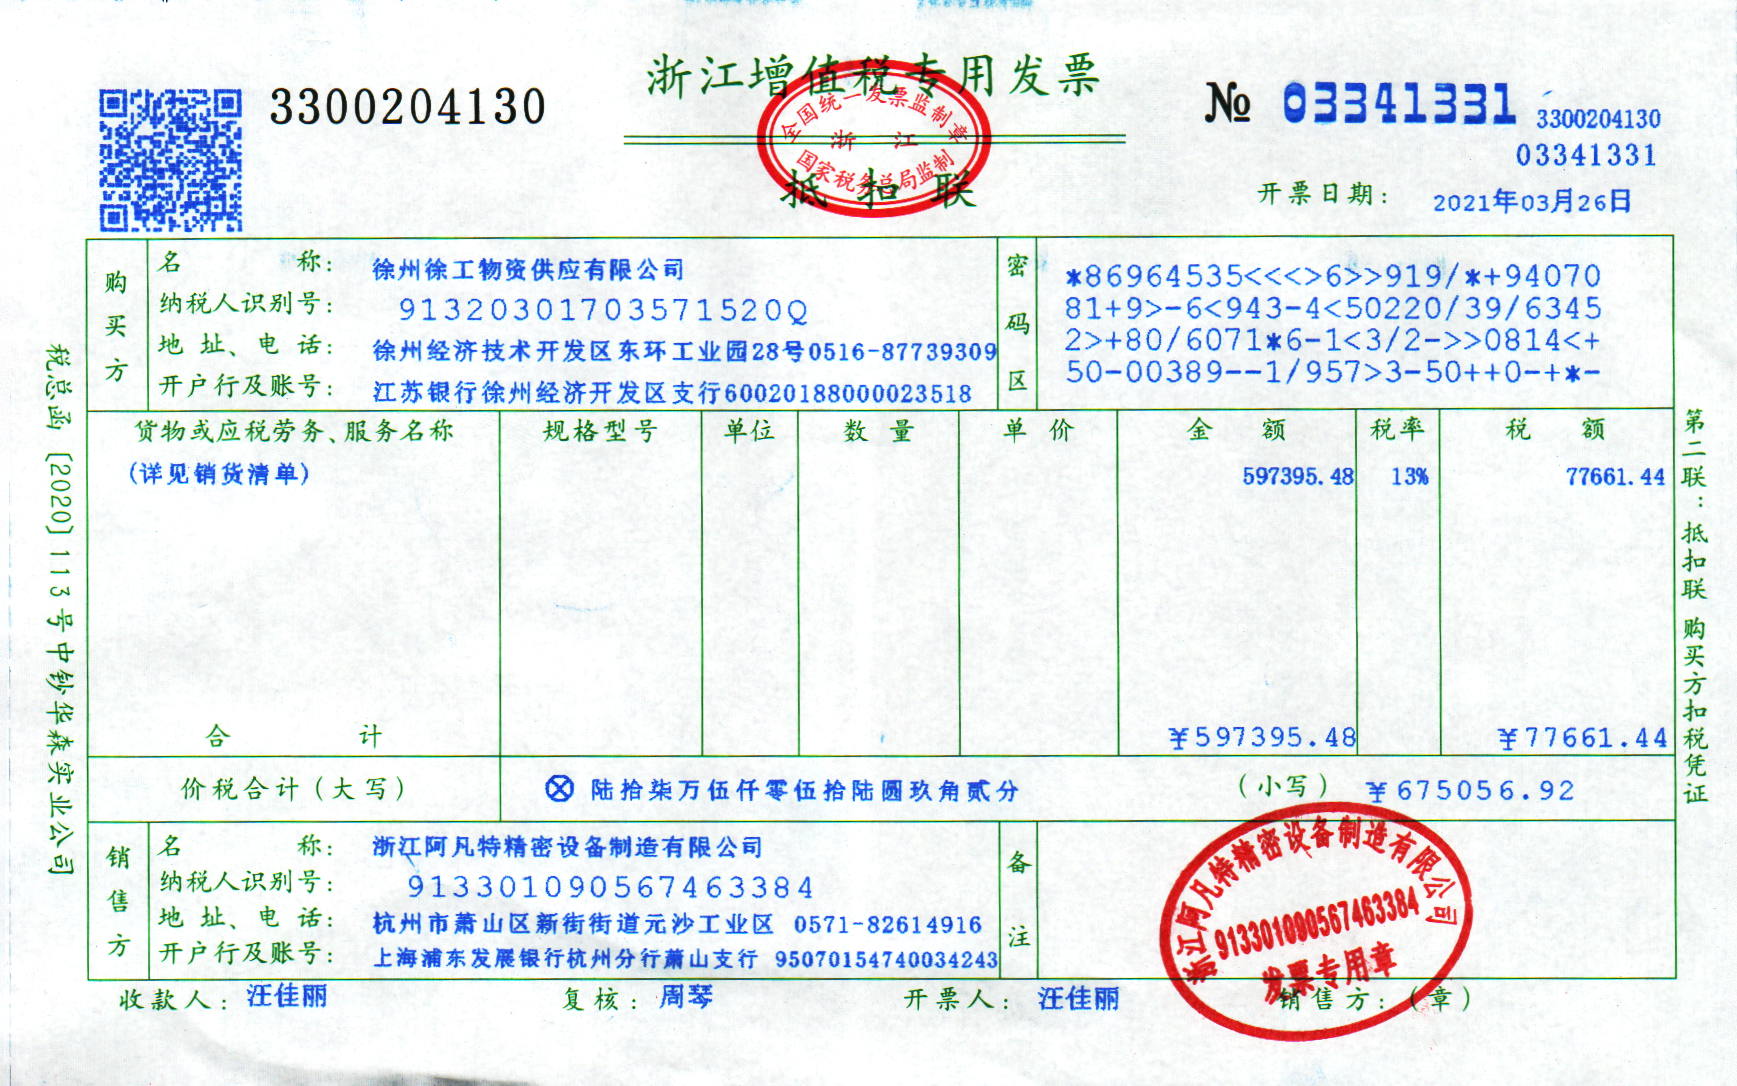 浙江增值税专用发票
3300204130
№ 03341331
3300204130
03341331
全国统一发票监制章
浙 江
国家税务总局监制
抵 扣 联
开票日期: 2021年03月26日
购买方
名 称: 徐州徐工物资供应有限公司
纳税人识别号: 91320301703571520Q
地 址、电 话: 徐州经济技术开发区东环工业园28号0516-87739309
开户行及账号: 江苏银行徐州经济开发区支行60020188000023518
密码区
*86964535<<<>6>>919/*+94070
81+9>-6<943-4<50220/39/6345
2>+80/6071*6-1<3/2->>0814<+
50-00389--1/957>3-50++0-+*-
货物或应税劳务、服务名称 规格型号 单位 数 量 单 价 金 额 税率 税 额
(详见销货清单) 597395.48 13% 77661.44
合 计 ¥597395.48 ¥77661.44
价税合计(大写) ⊗ 陆拾柒万伍仟零伍拾陆圆玖角贰分 (小写) ¥675056.92
销售方
名 称: 浙江阿凡特精密设备制造有限公司
纳税人识别号: 913301090567463384
地 址、电 话: 杭州市萧山区新街街道元沙工业区 0571-82614916
开户行及账号: 上海浦东发展银行杭州分行萧山支行 95070154740034243
备注
浙江阿凡特精密设备制造有限公司
913301090567463384
发票专用章
收款人: 汪佳丽 复核: 周琴 开票人: 汪佳丽 销售方:(章)
税总函[2020]113号中钞华森实业公司
第二联:抵扣联 购买方扣税凭证